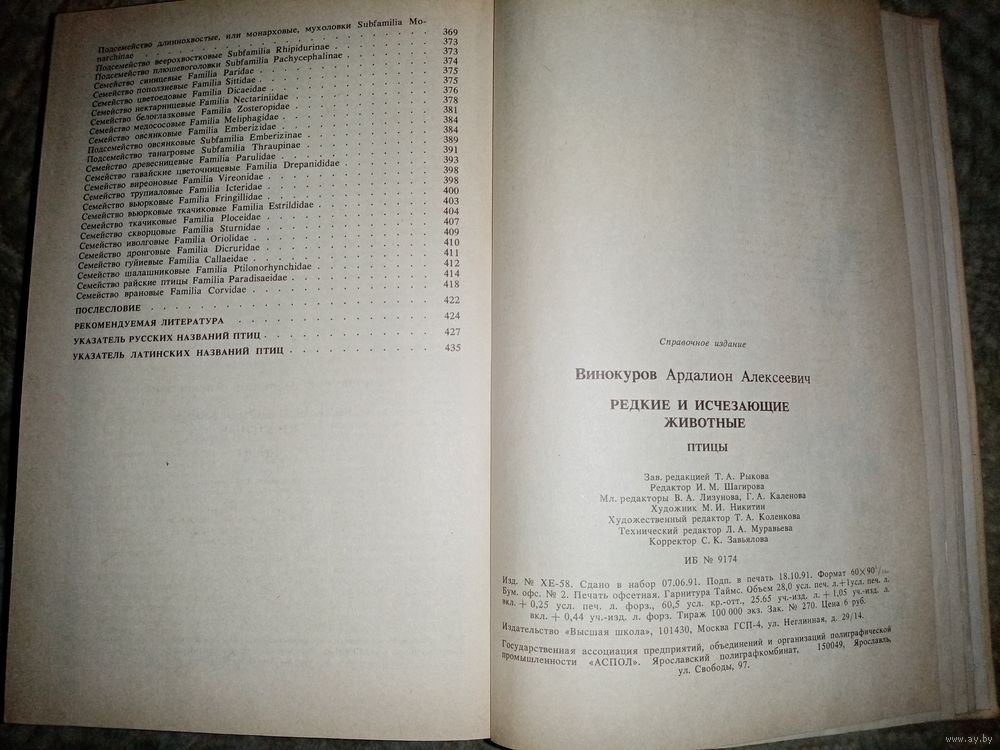 Подсемейство длиннохвостые, или монарховые, мухоловки Subfamilia Mo-
narchinae . . . 369
Подсемейство веерохвостковые Subfamilia Rhipidurinae . . . 373
Подсемейство плюшевоголовки Subfamilia Pachycephalinae . . . 373
Семейство синицевые Familia Paridae . . . 374
Семейство поползневые Familia Sittidae . . . 375
Семейство цветоедовые Familia Dicaeidae . . . 375
Семейство нектарницевые Familia Nectariniidae . . . 376
Семейство белоглазковые Familia Zosteropidae . . . 378
Семейство медососовые Familia Meliphagidae . . . 381
Семейство овсянковые Familia Emberizidae . . . 384
Подсемейство овсянковые Subfamilia Emberizinae . . . 384
Подсемейство танагровые Subfamilia Thraupinae . . . 389
Семейство древесницевые Familia Parulidae . . . 391
Семейство гавайские цветочницевые Familia Drepanididae . . . 393
Семейство виреоновые Familia Vireonidae . . . 398
Семейство трупиаловые Familia Icteridae . . . 398
Семейство вьюрковые Familia Fringillidae . . . 400
Семейство вьюрковые ткачиковые Familia Estrildidae . . . 403
Семейство ткачиковые Familia Ploceidae . . . 404
Семейство скворцовые Familia Sturnidae . . . 407
Семейство иволговые Familia Oriolidae . . . 409
Семейство дронговые Familia Dicruridae . . . 410
Семейство гуйиевые Familia Callaeidae . . . 411
Семейство шалашниковые Familia Ptilonorhynchidae . . . 412
Семейство райские птицы Familia Paradisaeidae . . . 414
Семейство врановые Familia Corvidae . . . 418
ПОСЛЕСЛОВИЕ . . . 422
РЕКОМЕНДУЕМАЯ ЛИТЕРАТУРА . . . 424
УКАЗАТЕЛЬ РУССКИХ НАЗВАНИЙ ПТИЦ . . . 427
УКАЗАТЕЛЬ ЛАТИНСКИХ НАЗВАНИЙ ПТИЦ . . . 435
Справочное издание
Винокуров Ардалион Алексеевич
РЕДКИЕ И ИСЧЕЗАЮЩИЕ
ЖИВОТНЫЕ
ПТИЦЫ
Зав. редакцией Т. А. Рыкова
Редактор И. М. Шагирова
Мл. редакторы В. А. Лизунова, Г. А. Каленова
Художник М. И. Никитин
Художественный редактор Т. А. Коленкова
Технический редактор Л. А. Муравьева
Корректор С. К. Завьялова
ИБ № 9174
Изд. № ХЕ-58. Сдано в набор 07.06.91. Подп. в печать 18.10.91. Формат 60×90 1/16.
Бум. офс. № 2. Печать офсетная. Гарнитура Таймс. Объем 28,0 усл. печ. л.+1 усл. печ. л.
вкл. + 0,25 усл. печ. л. форз., 60,5 усл. кр.-отт., 25,65 уч.-изд. л. + 1,05 уч.-изд. л.
вкл. + 0,44 уч.-изд. л. форз. Тираж 100 000 экз. Зак. № 270. Цена 6 руб.
Издательство «Высшая школа», 101430, Москва ГСП-4, ул. Неглинная, д. 29/14.
Государственная ассоциация предприятий, объединений и организаций полиграфической
промышленности «АСПОЛ». Ярославский полиграфкомбинат, 150049, Ярославль,
ул. Свободы, 97.
www.ay.by